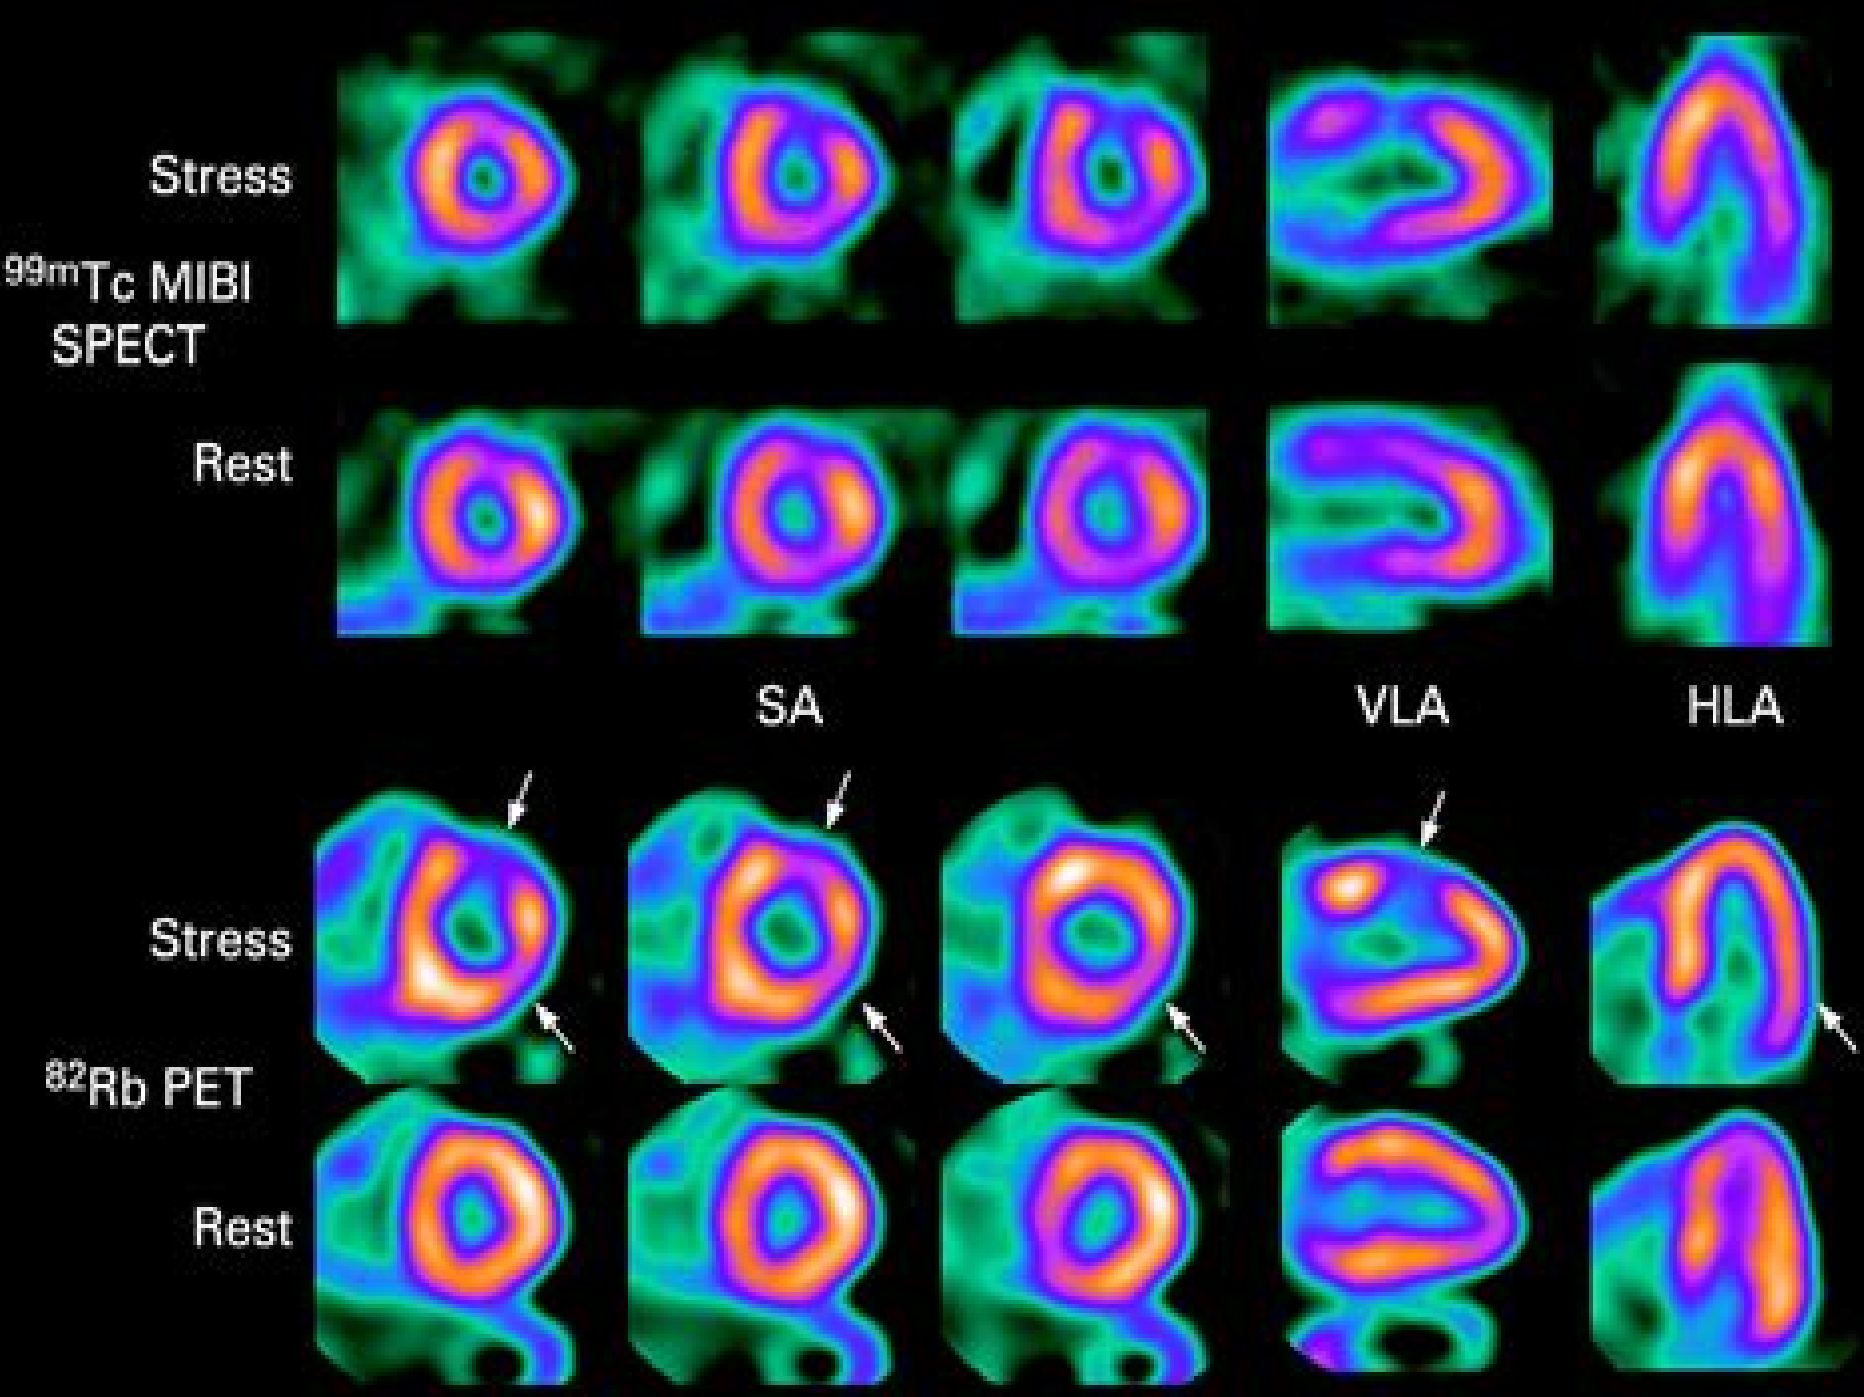 Stress
99mTc MIBI
SPECT
Rest
SA VLA HLA
Stress
82Rb PET
Rest